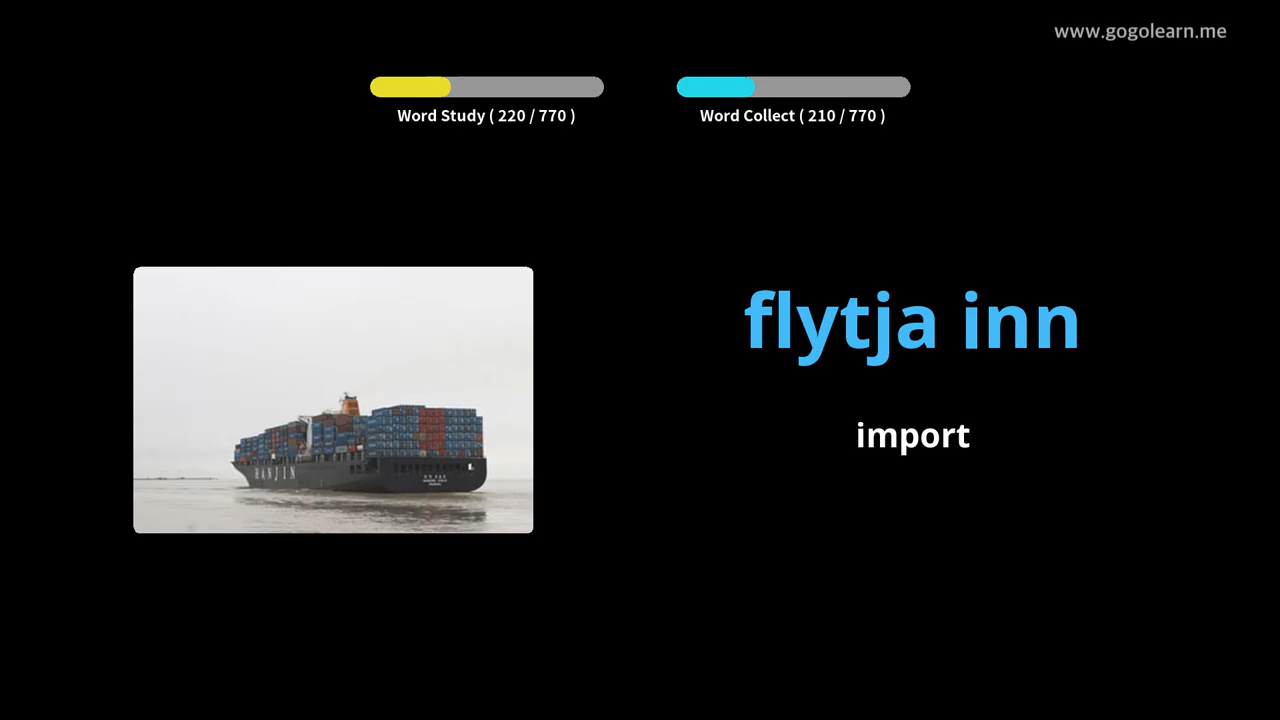 www.gogolearn.me
Word Study ( 220 / 770 )
Word Collect ( 210 / 770 )
flytja inn
import
HANJIN